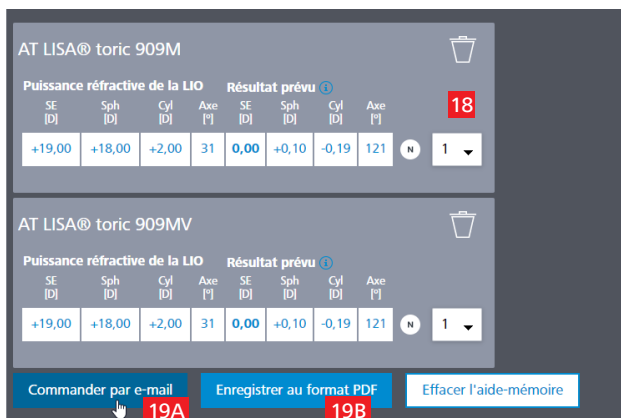 AT LISA® toric 909M
Puissance réfractive de la LIO Résultat prévu i
SE Sph Cyl Axe SE Sph Cyl Axe 18
[D] [D] [D] [º] [D] [D] [D] [º]
+19,00 +18,00 +2,00 31 0,00 +0,10 -0,19 121 N 1
AT LISA® toric 909MV
Puissance réfractive de la LIO Résultat prévu i
SE Sph Cyl Axe SE Sph Cyl Axe
[D] [D] [D] [º] [D] [D] [D] [º]
+19,00 +18,00 +2,00 31 0,00 +0,10 -0,19 121 N 1
Commander par e-mail Enregistrer au format PDF Effacer l'aide-mémoire
19A 19B